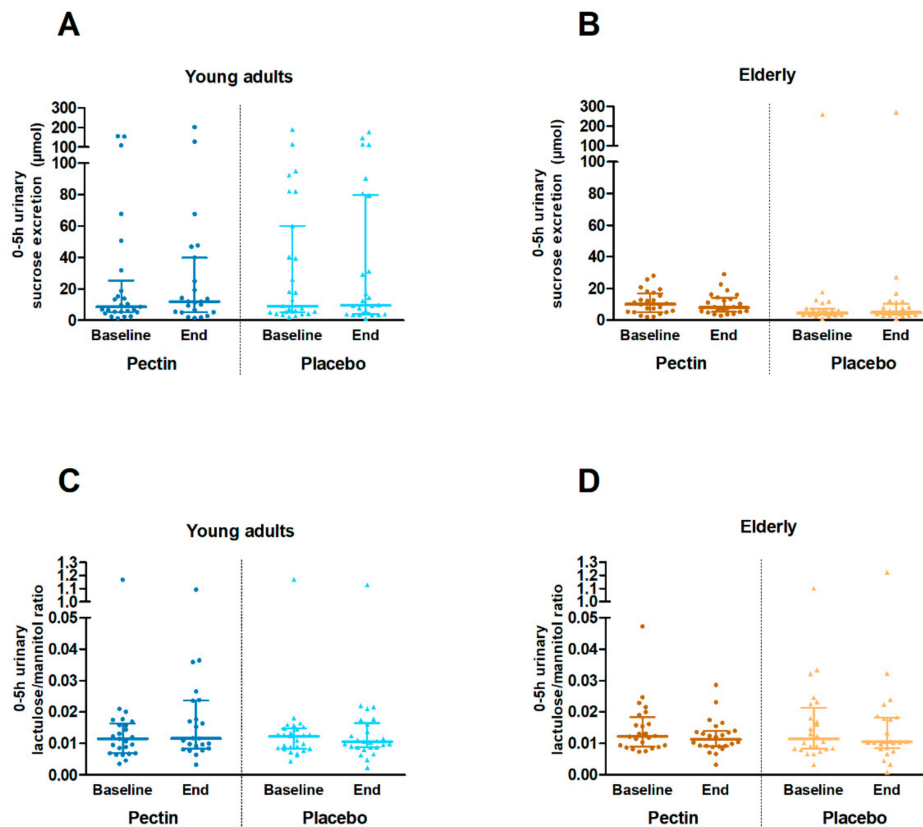 A
Young adults
0-5h urinary
sucrose excretion (µmol)
300
200
100
80
60
40
20
0
Baseline End Baseline End
Pectin Placebo
B
Elderly
0-5h urinary
sucrose excretion (µmol)
300
200
100
80
60
40
20
0
Baseline End Baseline End
Pectin Placebo
C
Young adults
0-5h urinary
lactulose/mannitol ratio
1.3
1.2
1.1
1.0
0.05
0.04
0.03
0.02
0.01
0.00
Baseline End Baseline End
Pectin Placebo
D
Elderly
0-5h urinary
lactulose/mannitol ratio
1.3
1.2
1.1
1.0
0.05
0.04
0.03
0.02
0.01
0.00
Baseline End Baseline End
Pectin Placebo